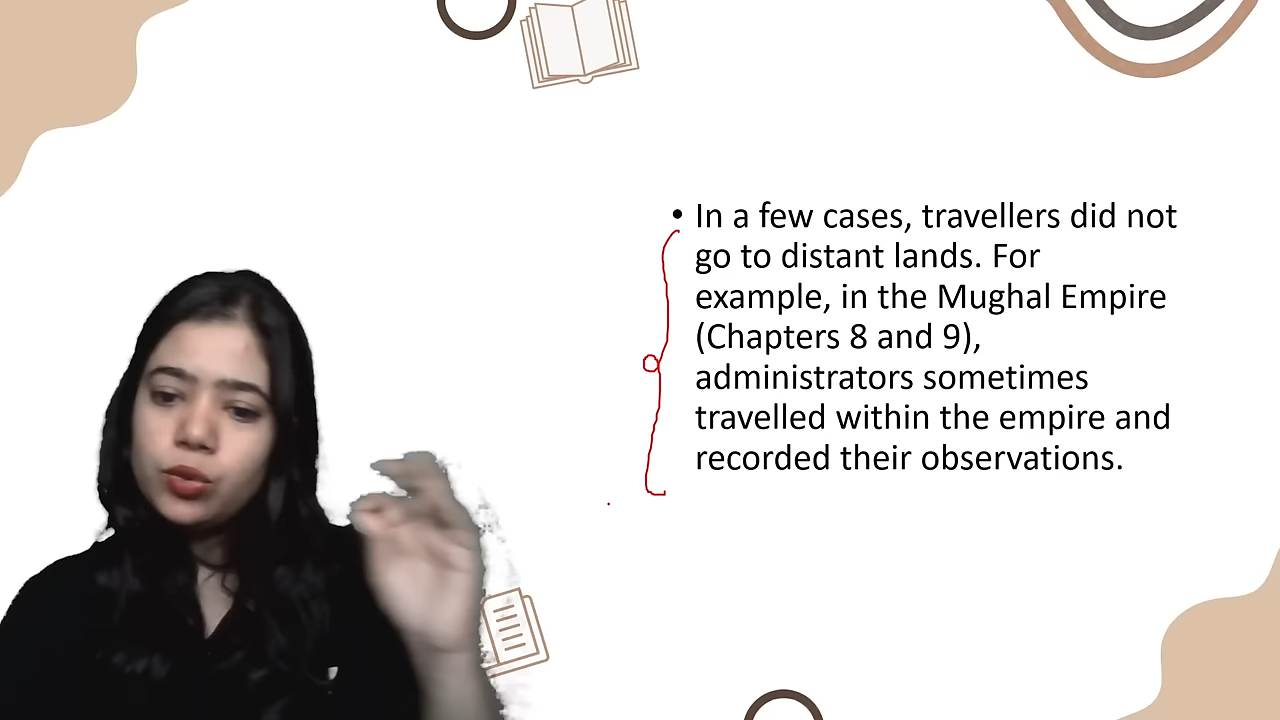 • In a few cases, travellers did not
go to distant lands. For
example, in the Mughal Empire
(Chapters 8 and 9),
administrators sometimes
travelled within the empire and
recorded their observations.